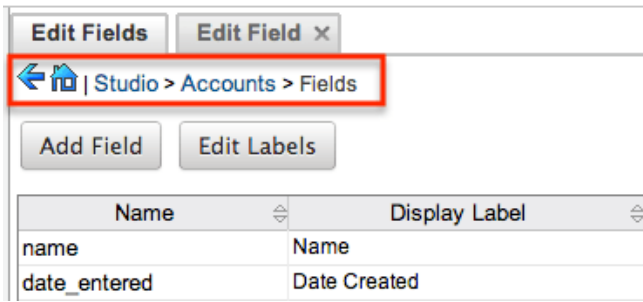 Edit Fields Edit Field ×
| Studio > Accounts > Fields
Add Field Edit Labels
Name Display Label
name Name
date_entered Date Created